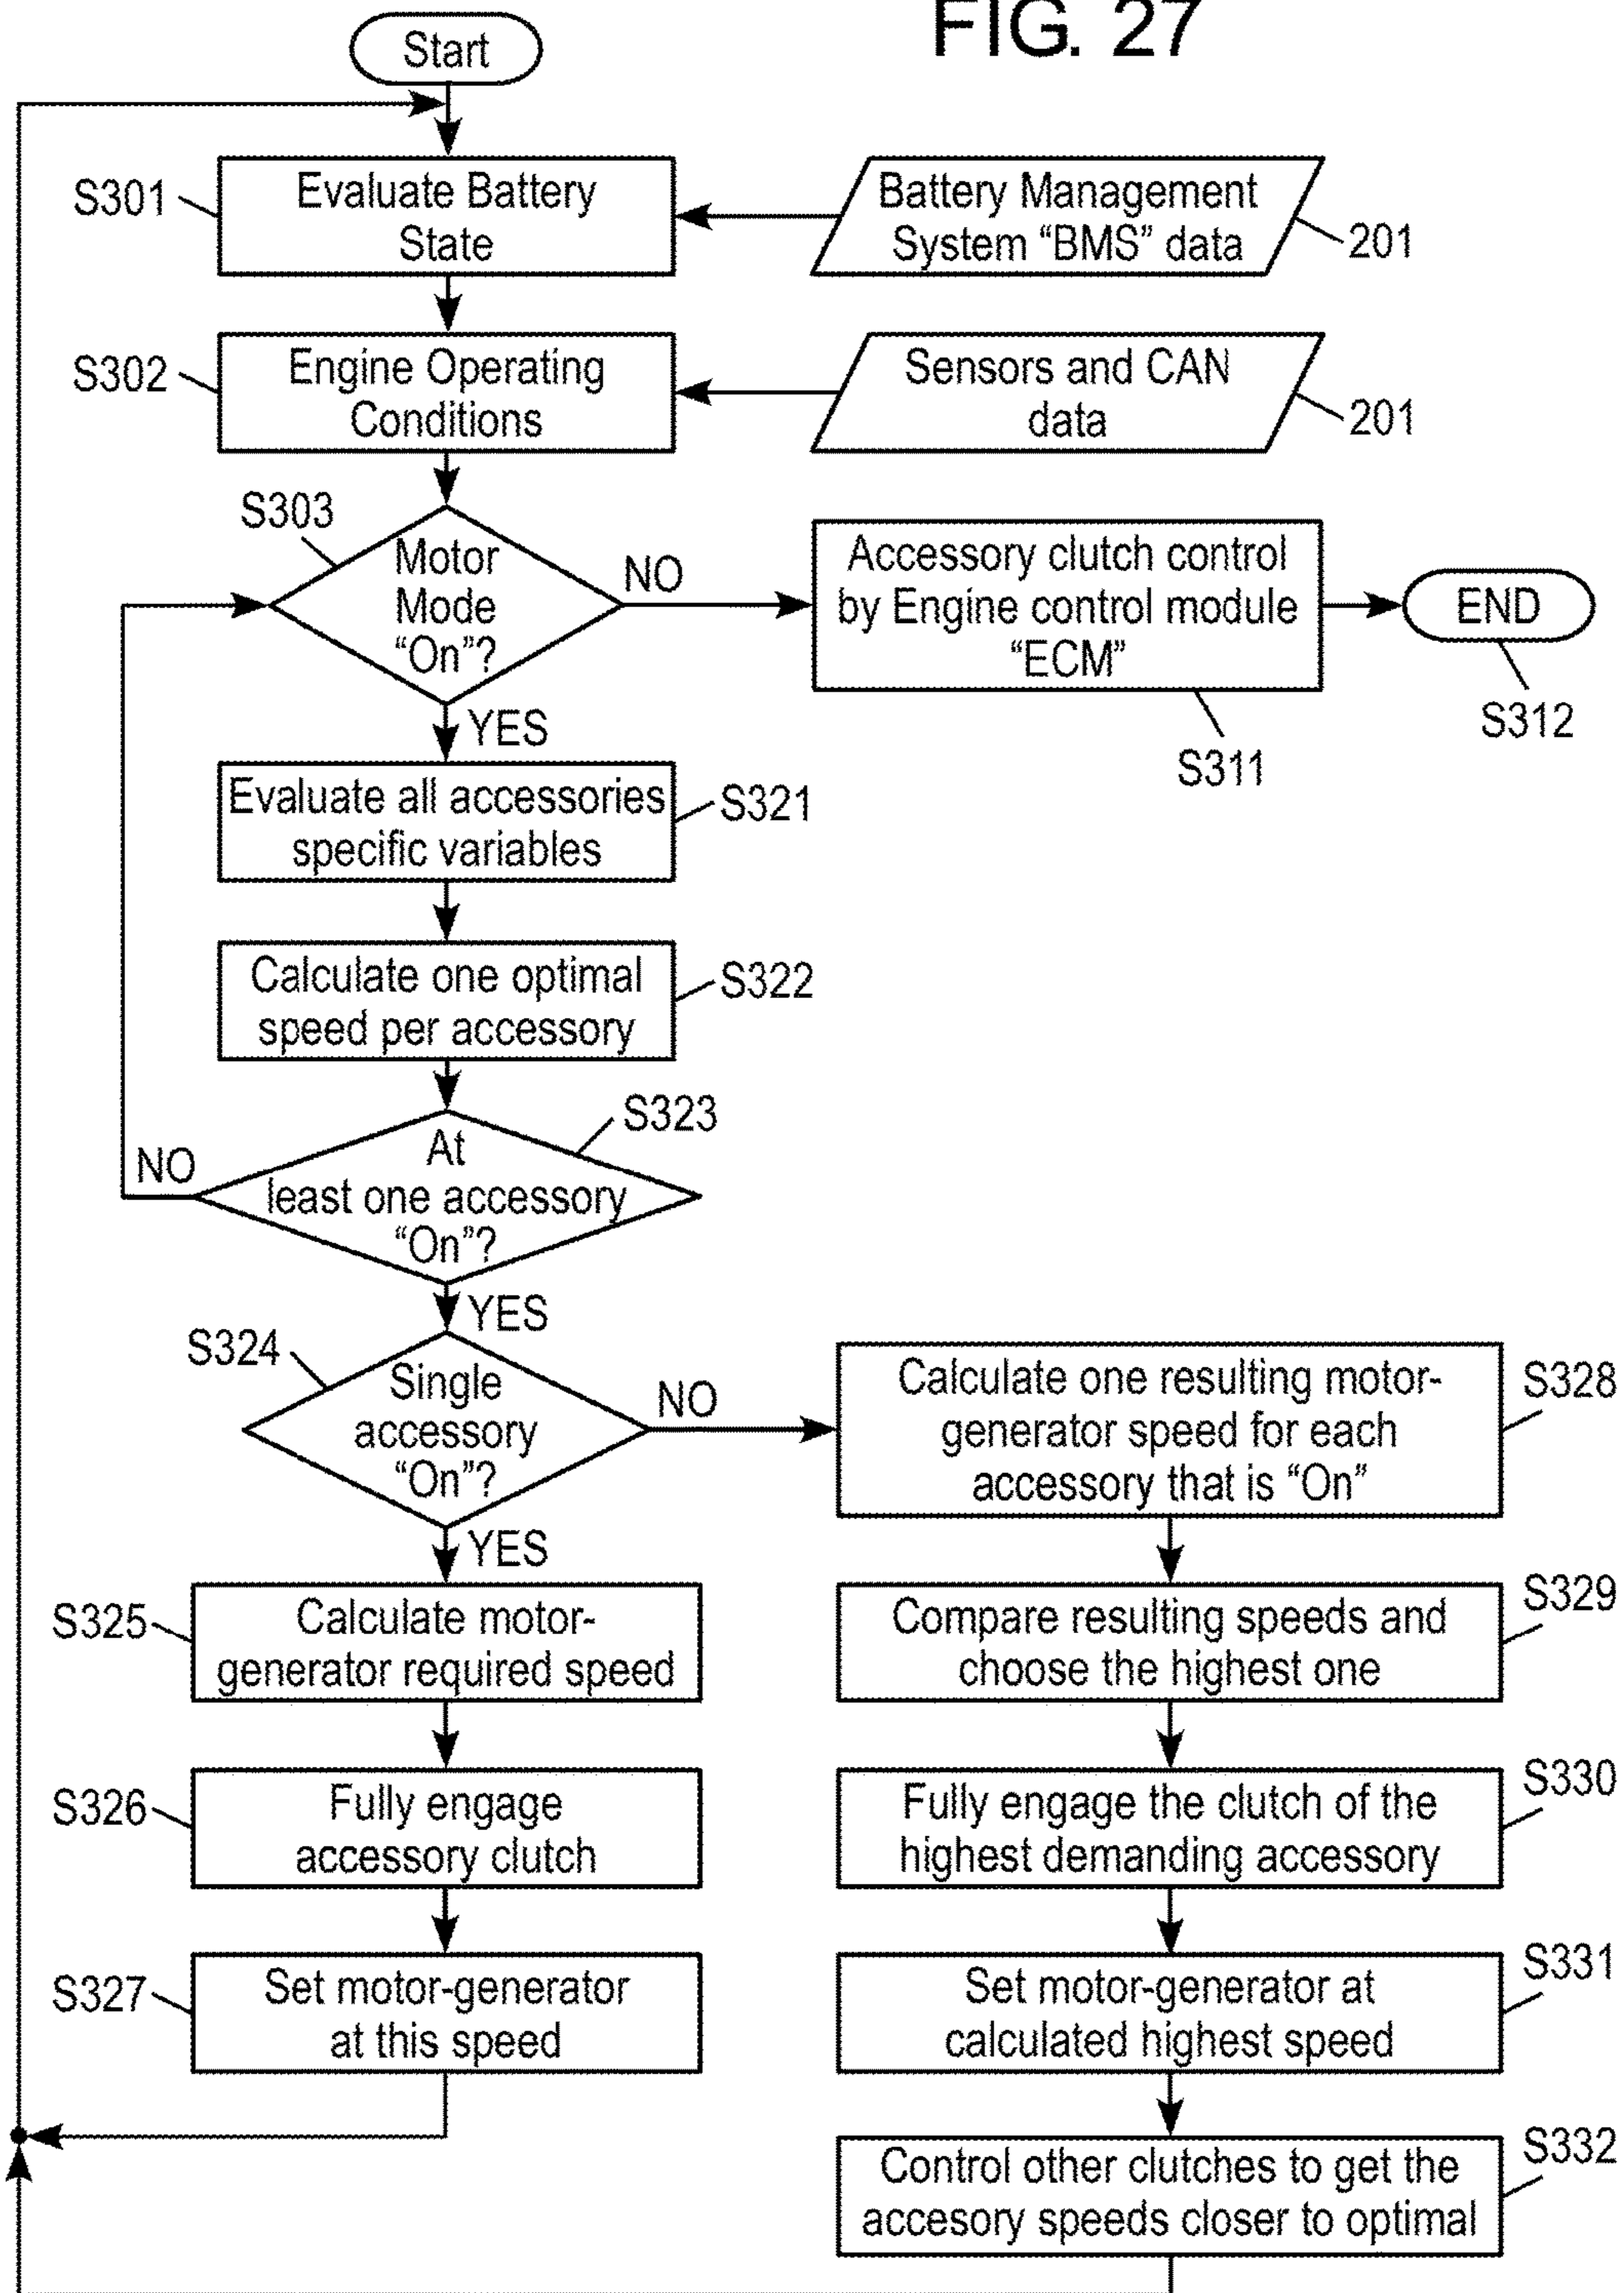 FIG. 27
Start
S301
Evaluate Battery
State
Battery Management
System “BMS” data
201
S302
Engine Operating
Conditions
Sensors and CAN
data
201
S303
Motor
Mode
“On”?
NO
Accessory clutch control
by Engine control module
“ECM”
S311
END
S312
YES
Evaluate all accessories
specific variables
S321
Calculate one optimal
speed per accessory
S322
At
least one accessory
“On”?
S323
NO
YES
S324
Single
accessory
“On”?
NO
Calculate one resulting motor-
generator speed for each
accessory that is “On”
S328
YES
S325
Calculate motor-
generator required speed
Compare resulting speeds and
choose the highest one
S329
S326
Fully engage
accessory clutch
Fully engage the clutch of the
highest demanding accessory
S330
S327
Set motor-generator
at this speed
Set motor-generator at
calculated highest speed
S331
Control other clutches to get the
accesory speeds closer to optimal
S332